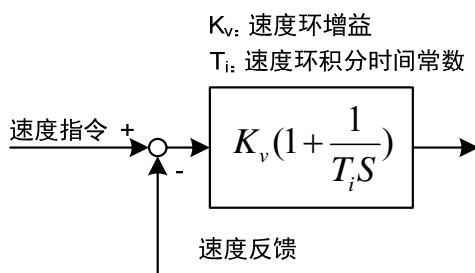 Kv：速度环增益
Ti：速度环积分时间常数
速度指令 +
Kv(1+1/(TiS))
-
速度反馈